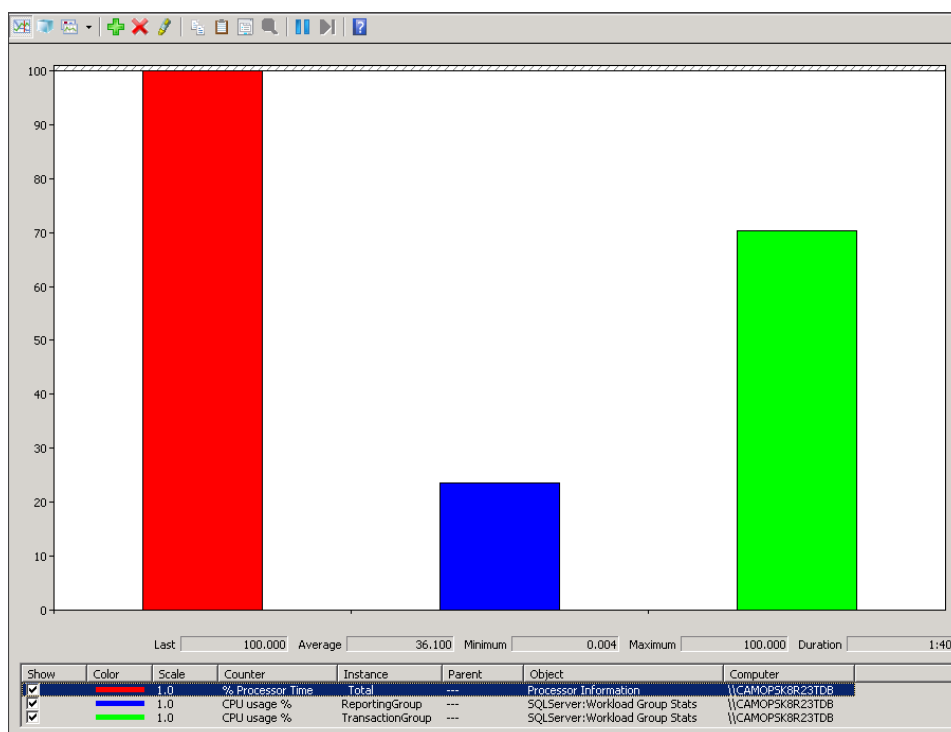 100
90
80
70
60
50
40
30
20
10
0
Last 100.000 Average 36.100 Minimum 0.004 Maximum 100.000 Duration 1:40
Show Color Scale Counter Instance Parent Object Computer
1.0 % Processor Time _Total --- Processor Information \\CAMOPSK8R23TDB
1.0 CPU usage % ReportingGroup --- SQLServer:Workload Group Stats \\CAMOPSK8R23TDB
1.0 CPU usage % TransactionGroup --- SQLServer:Workload Group Stats \\CAMOPSK8R23TDB